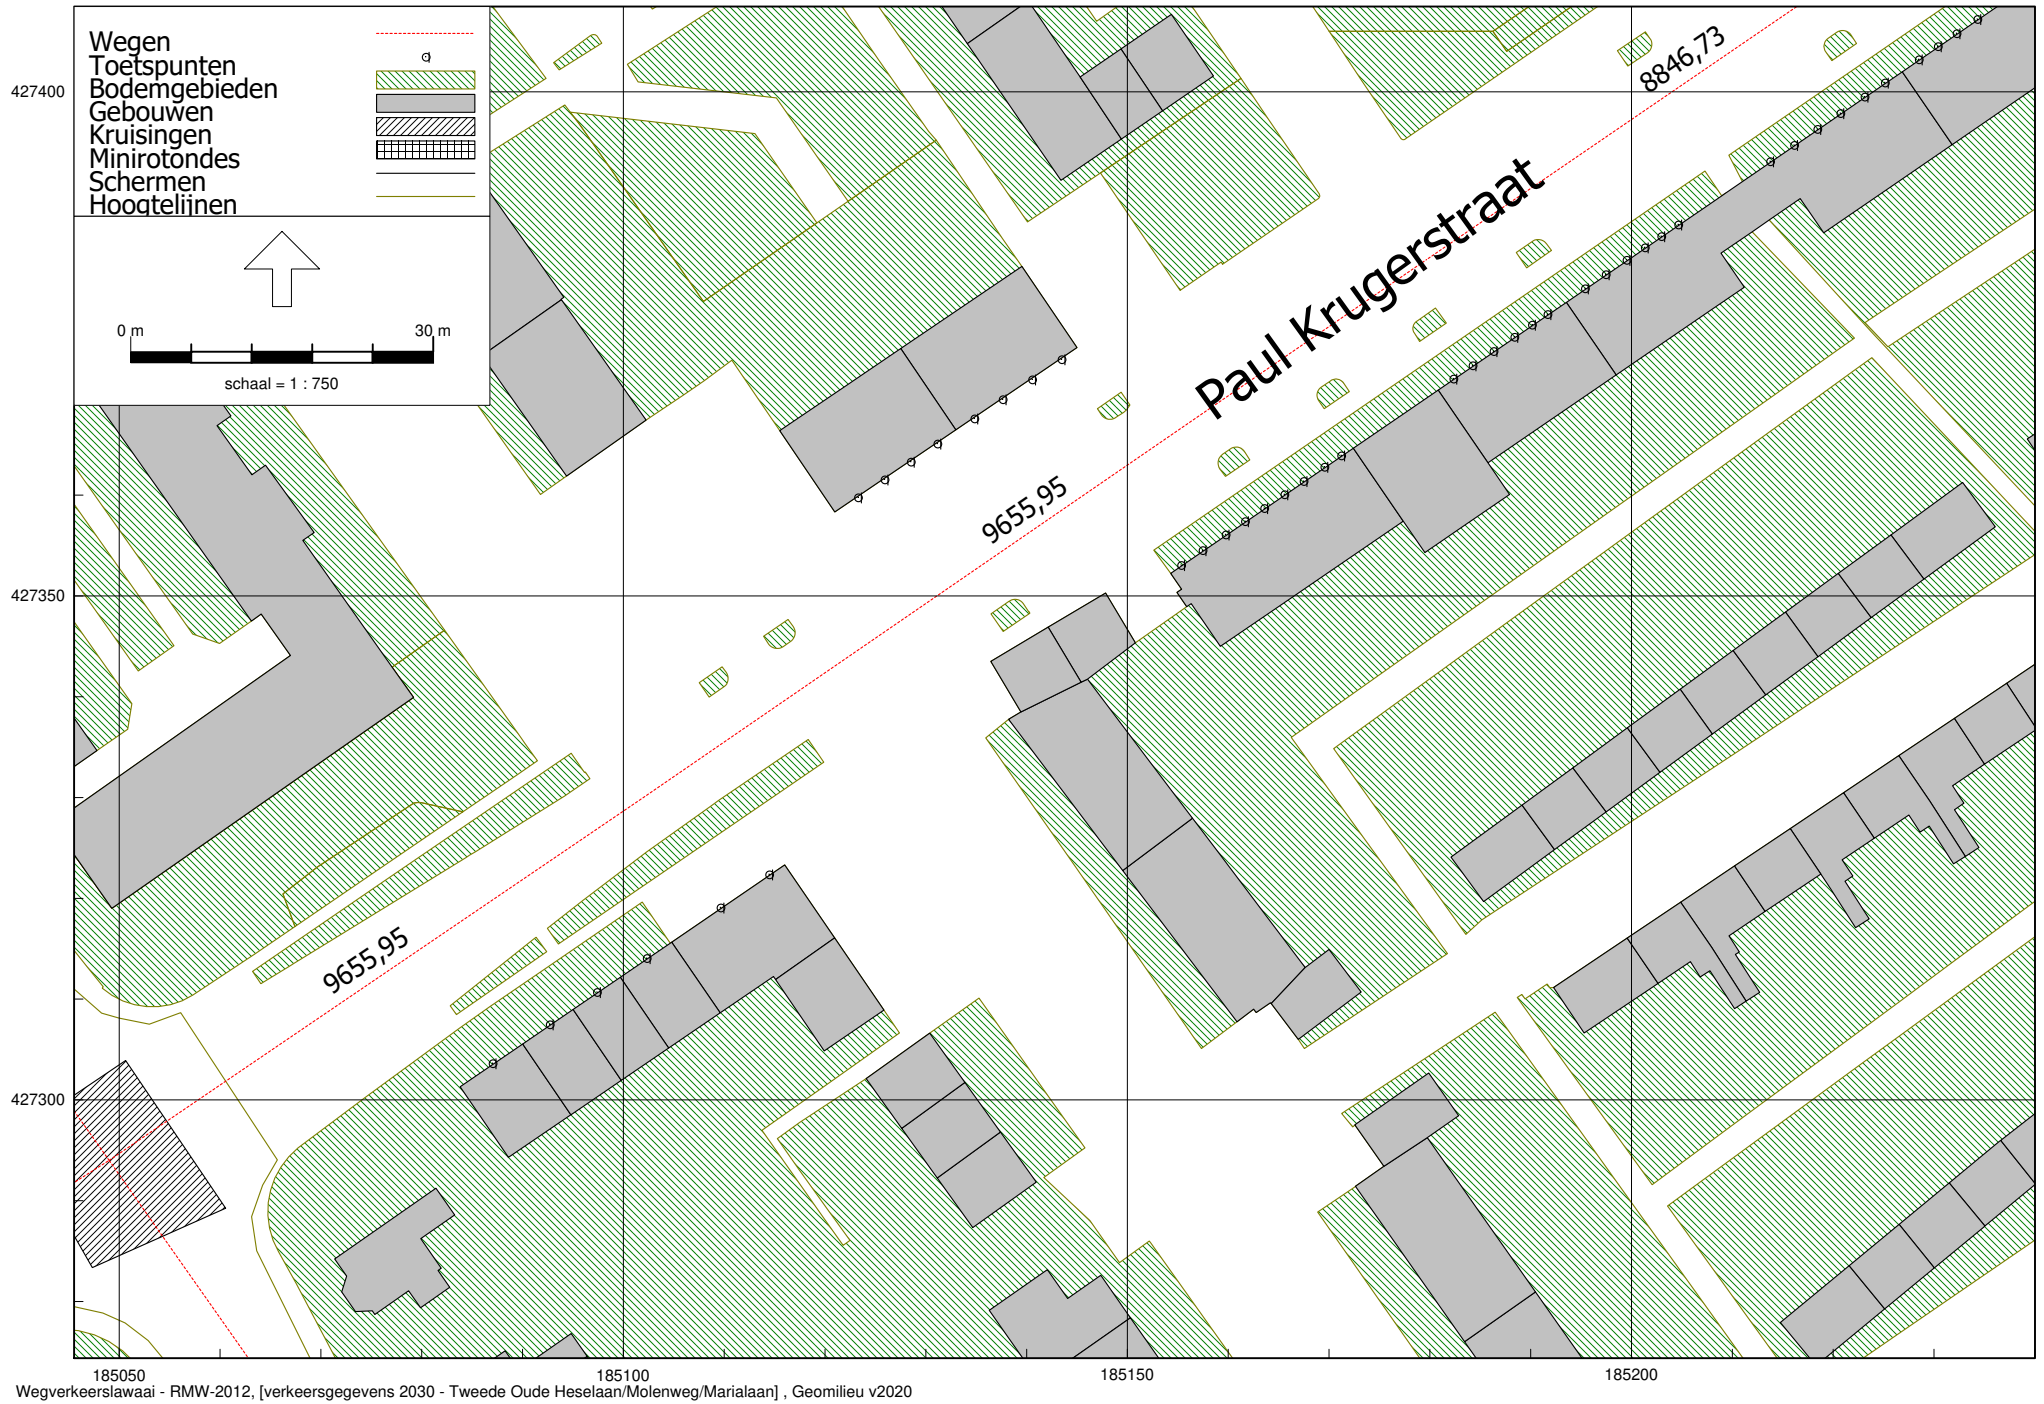 Wegen
Toetspunten
Bodemgebieden
Gebouwen
Kruisingen
Minirotondes
Schermen
Hoogtelijnen
0 m 30 m
schaal = 1 : 750
8846,73
Paul Krugerstraat
9655,95
9655,95
427400
427350
427300
185050 185100 185150 185200
Wegverkeerslawaai - RMW-2012, [verkeersgegevens 2030 - Tweede Oude Heselaan/Molenweg/Marialaan] , Geomilieu v2020